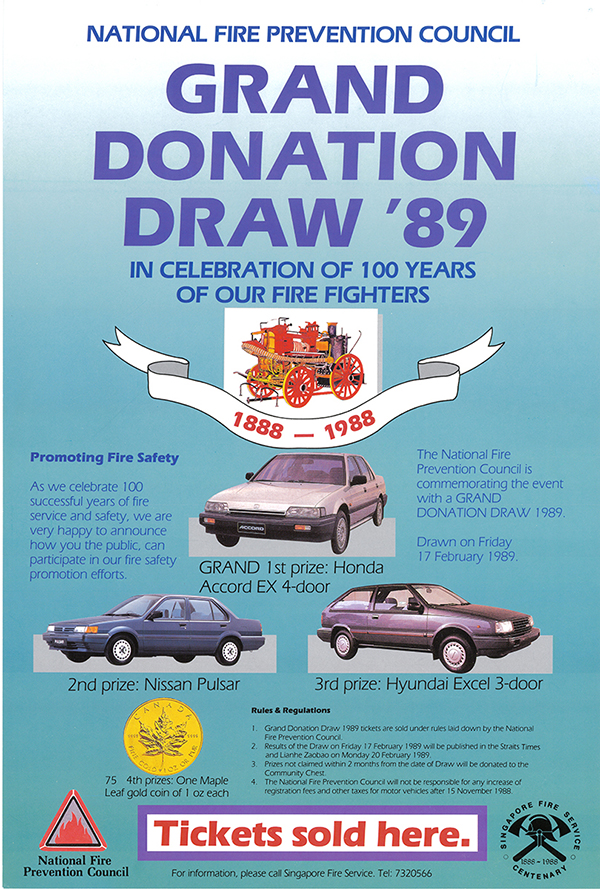 NATIONAL FIRE PREVENTION COUNCIL
GRAND
DONATION
DRAW '89
IN CELEBRATION OF 100 YEARS
OF OUR FIRE FIGHTERS
1888 — 1988
Promoting Fire Safety
As we celebrate 100
successful years of fire
service and safety, we are
very happy to announce
how you the public, can
participate in our fire safety
promotion efforts.
The National Fire
Prevention Council is
commemorating the event
with a GRAND
DONATION DRAW 1989.
Drawn on Friday
17 February 1989.
ACCORD
GRAND 1st prize: Honda
Accord EX 4-door
2nd prize: Nissan Pulsar
3rd prize: Hyundai Excel 3-door
CANADA
9999 9999
FINE GOLD 1 OZ OR PUR
75 4th prizes: One Maple
Leaf gold coin of 1 oz each
Rules & Regulations
1. Grand Donation Draw 1989 tickets are sold under rules laid down by the National
Fire Prevention Council.
2. Results of the Draw on Friday 17 February 1989 will be published in the Straits Times
and Lianhe Zaobao on Monday 20 February 1989.
3. Prizes not claimed within 2 months from the date of Draw will be donated to the
Community Chest.
4. The National Fire Prevention Council will not be responsible for any increase of
registration fees and other taxes for motor vehicles after 15 November 1988.
National Fire
Prevention Council
Tickets sold here.
For information, please call Singapore Fire Service. Tel: 7320566
SINGAPORE FIRE SERVICE
1888-1988
CENTENARY